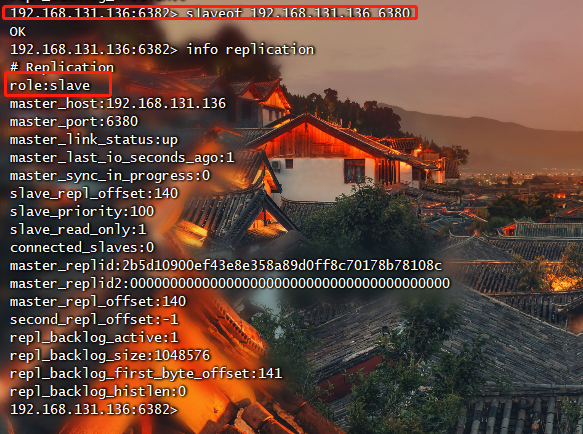 192.168.131.136:6382> slaveof 192.168.131.136 6380
OK
192.168.131.136:6382> info replication
# Replication
role:slave
master_host:192.168.131.136
master_port:6380
master_link_status:up
master_last_io_seconds_ago:1
master_sync_in_progress:0
slave_repl_offset:140
slave_priority:100
slave_read_only:1
connected_slaves:0
master_replid:2b5d10900ef43e8e358a89d0ff8c70178b78108c
master_replid2:0000000000000000000000000000000000000000
master_repl_offset:140
second_repl_offset:-1
repl_backlog_active:1
repl_backlog_size:1048576
repl_backlog_first_byte_offset:141
repl_backlog_histlen:0
192.168.131.136:6382>